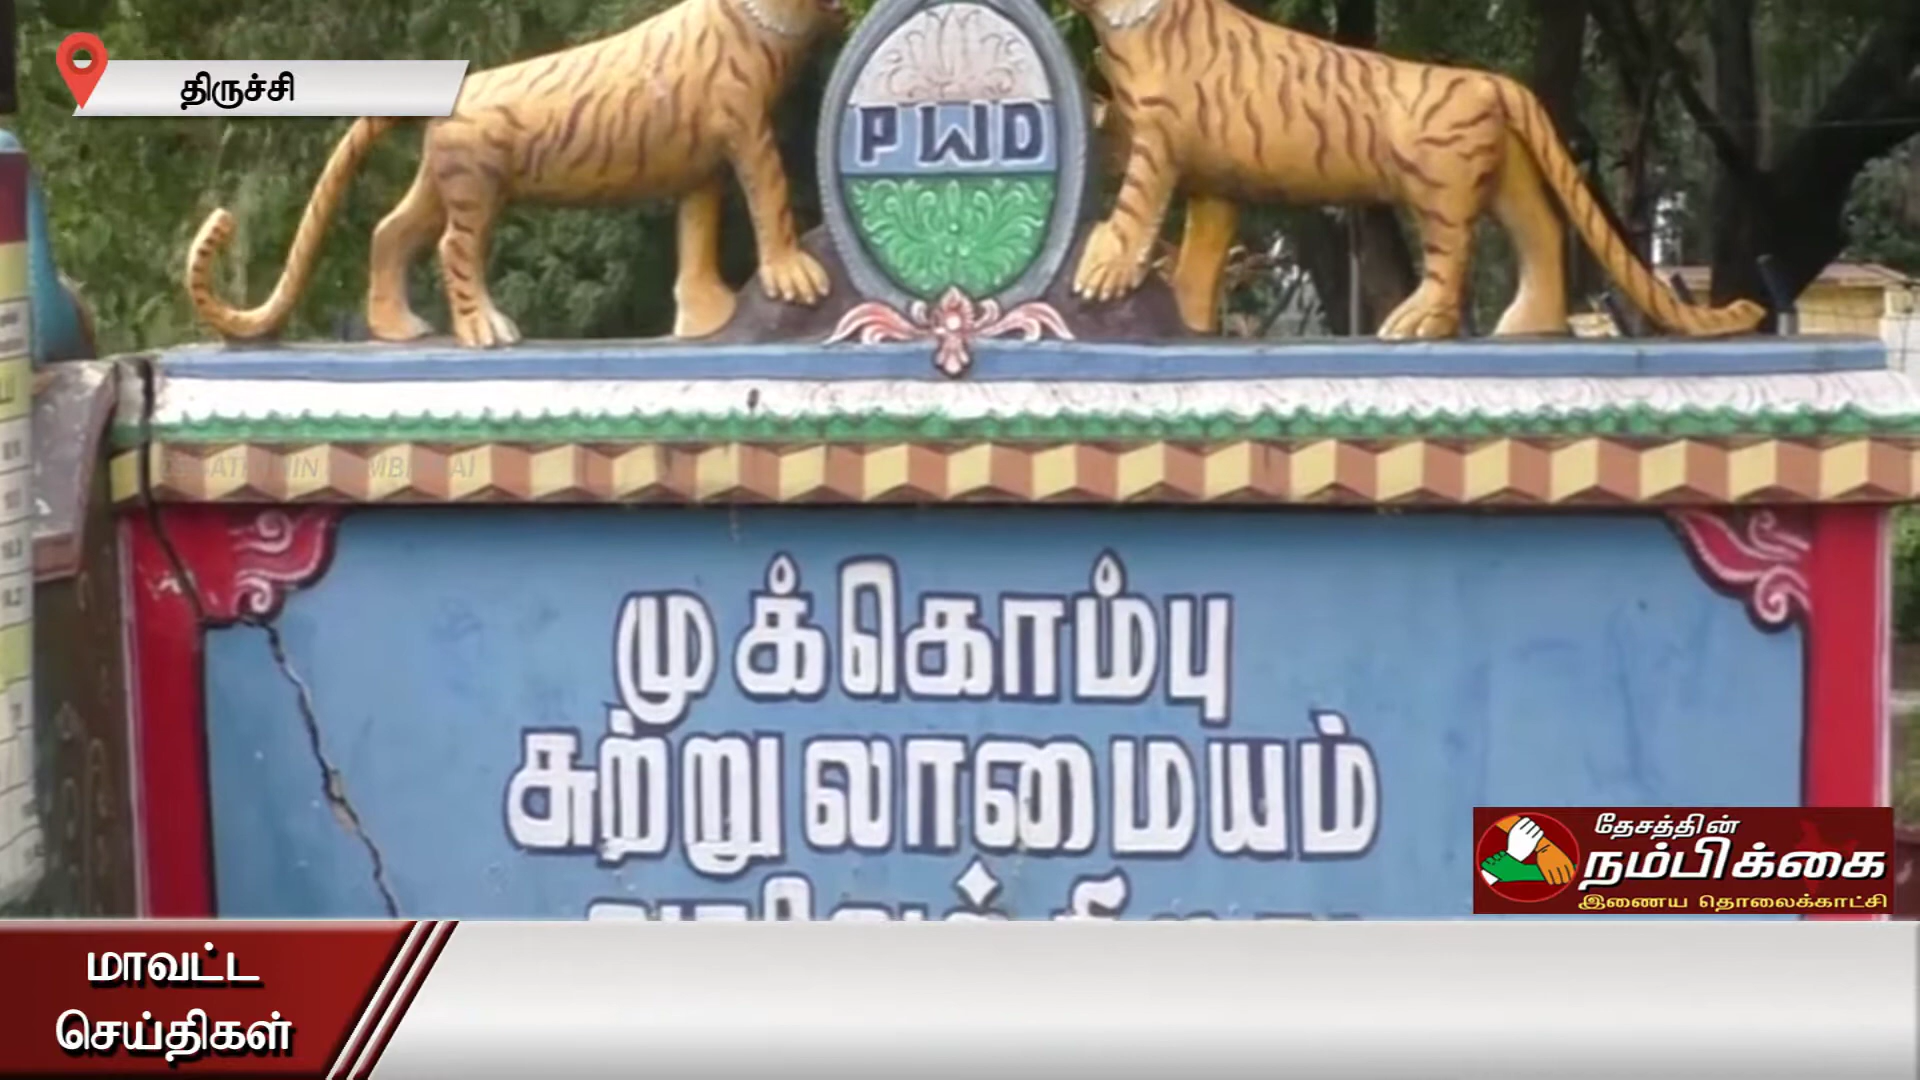 திருச்சி
PWD
முக்கொம்பு
சுற்றுலாமையம்
தேசத்தின்
நம்பிக்கை
இணைய தொலைக்காட்சி
மாவட்ட
செய்திகள்